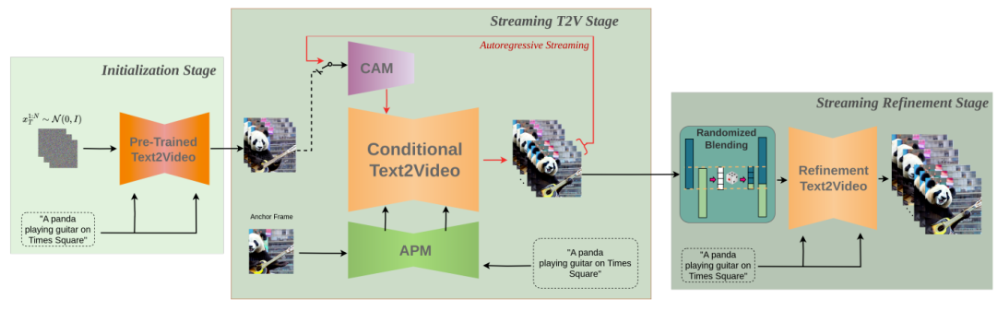 Initialization Stage
x_T^{1:N} ~ N(0, I)
Pre-Trained
Text2Video
"A panda
playing guitar on
Times Square"
Streaming T2V Stage
Autoregressive Streaming
CAM
Conditional
Text2Video
Anchor Frame
APM
"A panda
playing guitar on Times
Square"
Streaming Refinement Stage
Randomized
Blending
Refinement
Text2Video
"A panda
playing guitar on
Times Square"